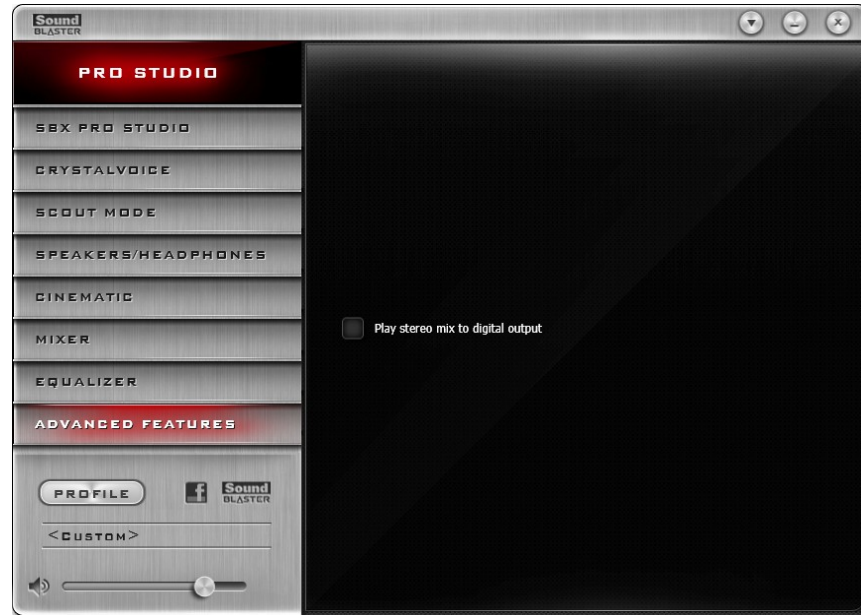 Sound
BLASTER
PRO STUDIO
SBX PRO STUDIO
CRYSTALVOICE
SCOUT MODE
SPEAKERS/HEADPHONES
CINEMATIC
MIXER
EQUALIZER
ADVANCED FEATURES
Play stereo mix to digital output
PROFILE
f
Sound
BLASTER
<CUSTOM>